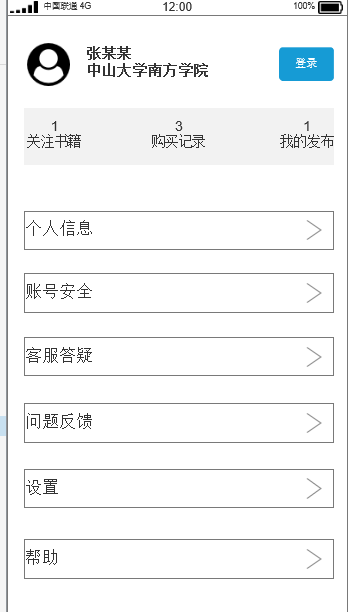 中国联通 4G 12:00 100%
张某某
中山大学南方学院
登录
1 3 1
关注书籍 购买记录 我的发布
个人信息
账号安全
客服答疑
问题反馈
设置
帮助